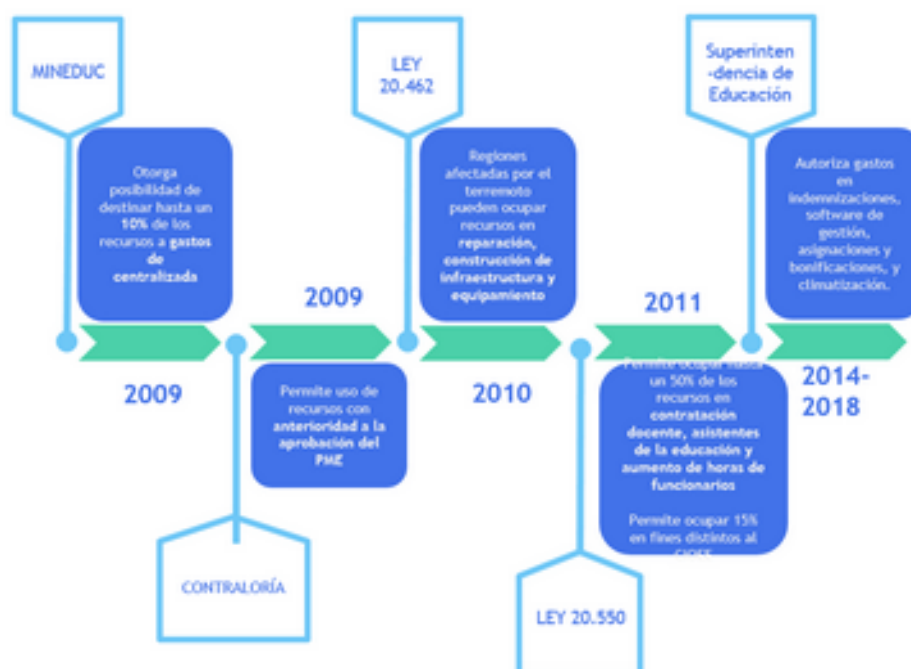 MINEDUC
Otorga
posibilidad de
destinar hasta un
10% de los
recursos a gastos
de
centralizada
2009
CONTRALORÍA
2009
Permite uso de
recursos con
anterioridad a la
aprobación del
PME
LEY
20.462
Regiones
afectadas por el
terremoto
pueden ocupar
recursos en
reparación,
construcción de
infraestructura y
equipamiento
2010
LEY 20.550
2011
Permite ocupar hasta
un 50% de los
recursos en
contratación
docente, asistentes
de la educación y
aumento de horas de
funcionarios
Permite ocupar 15%
en fines distintos al
Superinten
-dencia de
Educación
Autoriza gastos
en
indemnizaciones,
software de
gestión,
asignaciones y
bonificaciones, y
climatización.
2014-
2018